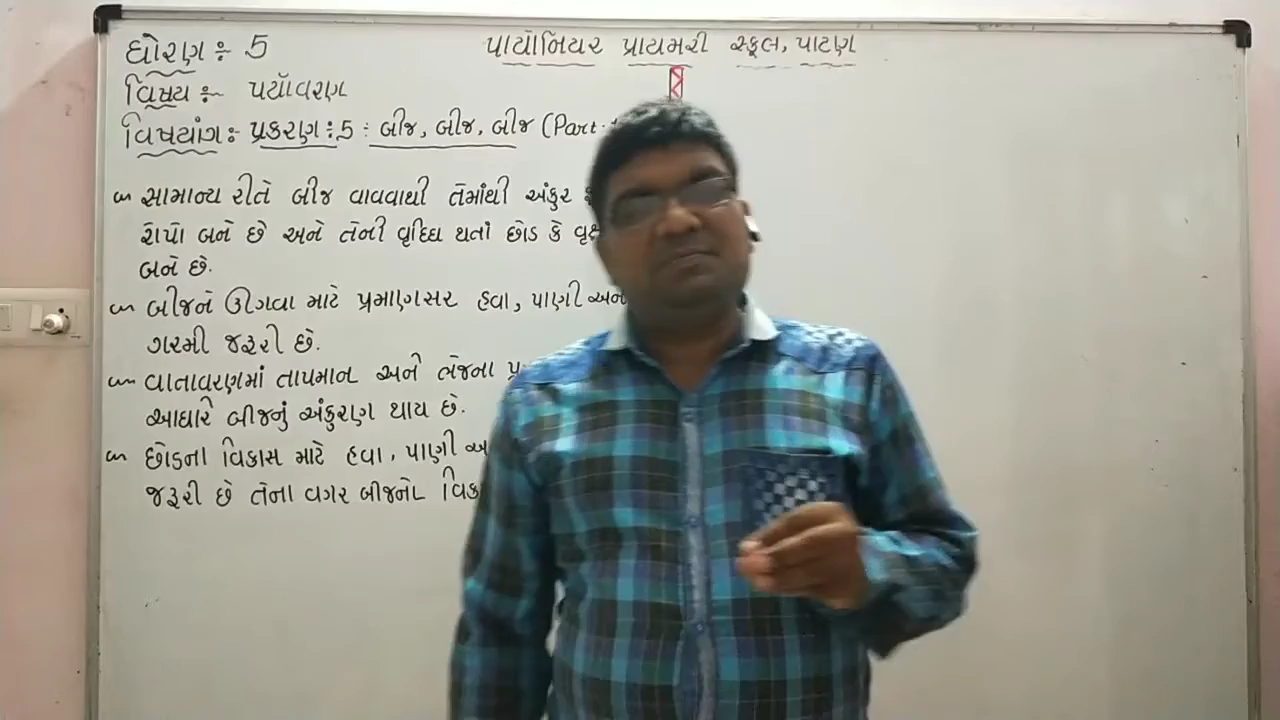 ધોરણ : 5
પાયોનિયર પ્રાયમરી સ્કૂલ, પાટણ
વિષય : પર્યાવરણ
વિષયાંગ : પ્રકરણ : 5 : બીજ, બીજ, બીજ (Part
સામાન્ય રીતે બીજ વાવવાથી તેમાંથી અંકુર
રોપો બને છે અને તેની વૃદ્ધિ થતાં છોડ કે
બને છે.
બીજને ઊગવા માટે પ્રમાણસર હવા, પાણી
ગરમી જરૂરી છે.
વાતાવરણમાં તાપમાન અને ભેજના
આધારે બીજનું અંકુરણ થાય છે.
છોડના વિકાસ માટે હવા, પાણી
જરૂરી છે તેના વગર બીજનો